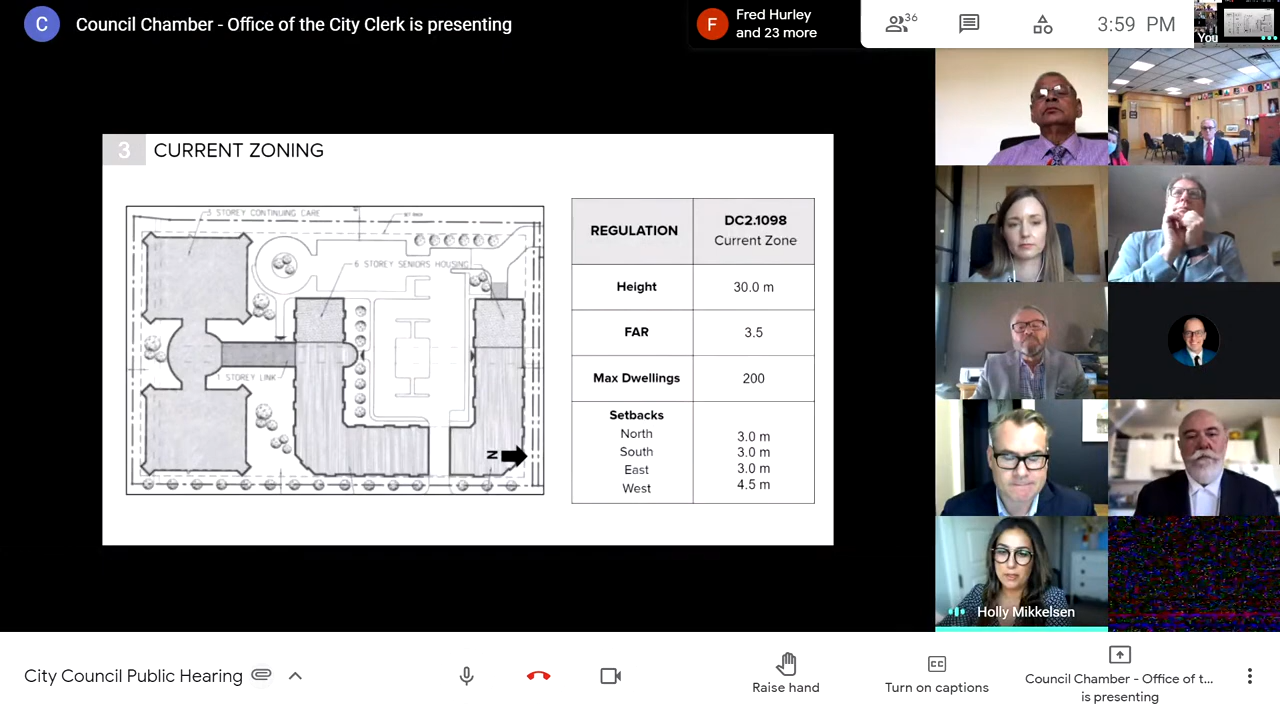 C
Council Chamber - Office of the City Clerk is presenting
F
Fred Hurley
and 23 more
36
3:59 PM
You
3
CURRENT ZONING
3 STOREY CONTINUING CARE
6 STOREY SENIORS HOUSING
1 STOREY LINK
N
REGULATION
DC2.1098
Current Zone
Height
30.0 m
FAR
3.5
Max Dwellings
200
Setbacks
North
3.0 m
South
3.0 m
East
3.0 m
West
4.5 m
Holly Mikkelsen
City Council Public Hearing
Raise hand
CC
Turn on captions
Council Chamber - Office of t...
is presenting